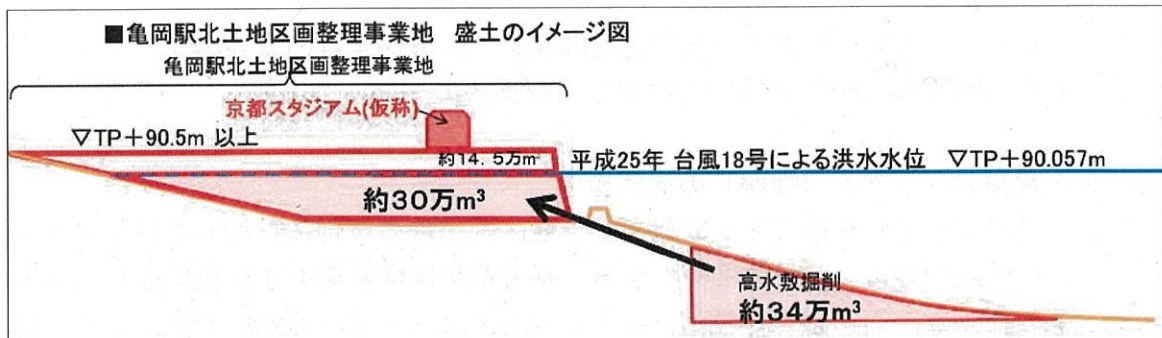 ■亀岡駅北土地区画整理事業地　盛土のイメージ図
亀岡駅北土地区画整理事業地
京都スタジアム(仮称)
▽TP＋90.5m 以上
約14.5万㎡
平成25年 台風18号による洪水水位　▽TP＋90.057m
約30万m³
高水敷掘削
約34万m³